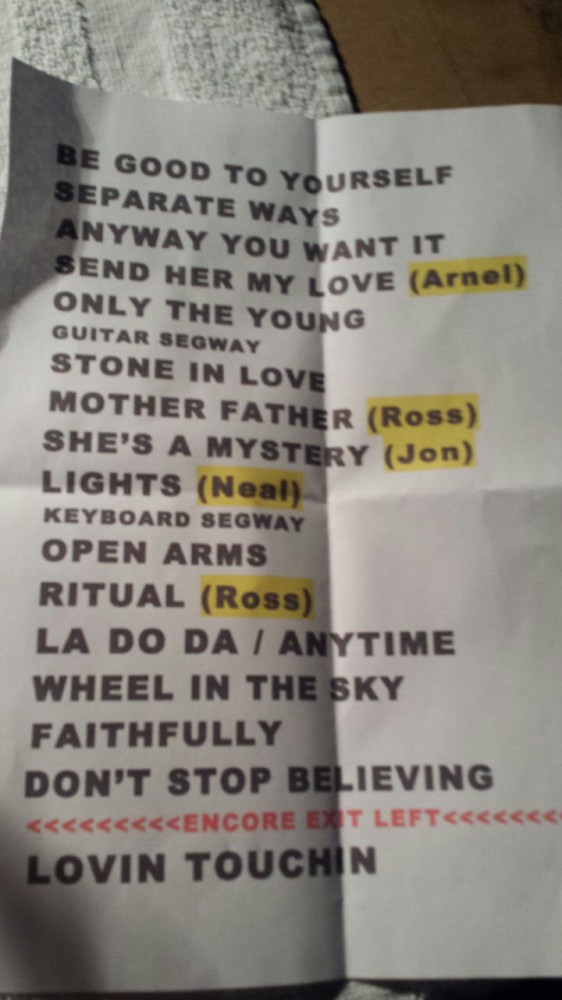 BE GOOD TO YOURSELF
SEPARATE WAYS
ANYWAY YOU WANT IT
SEND HER MY LOVE (Arnel)
ONLY THE YOUNG
GUITAR SEGWAY
STONE IN LOVE
MOTHER FATHER (Ross)
SHE'S A MYSTERY (Jon)
LIGHTS (Neal)
KEYBOARD SEGWAY
OPEN ARMS
RITUAL (Ross)
LA DO DA / ANYTIME
WHEEL IN THE SKY
FAITHFULLY
DON'T STOP BELIEVING
<<<<<<<<<ENCORE EXIT LEFT<<<<<<<
LOVIN TOUCHIN